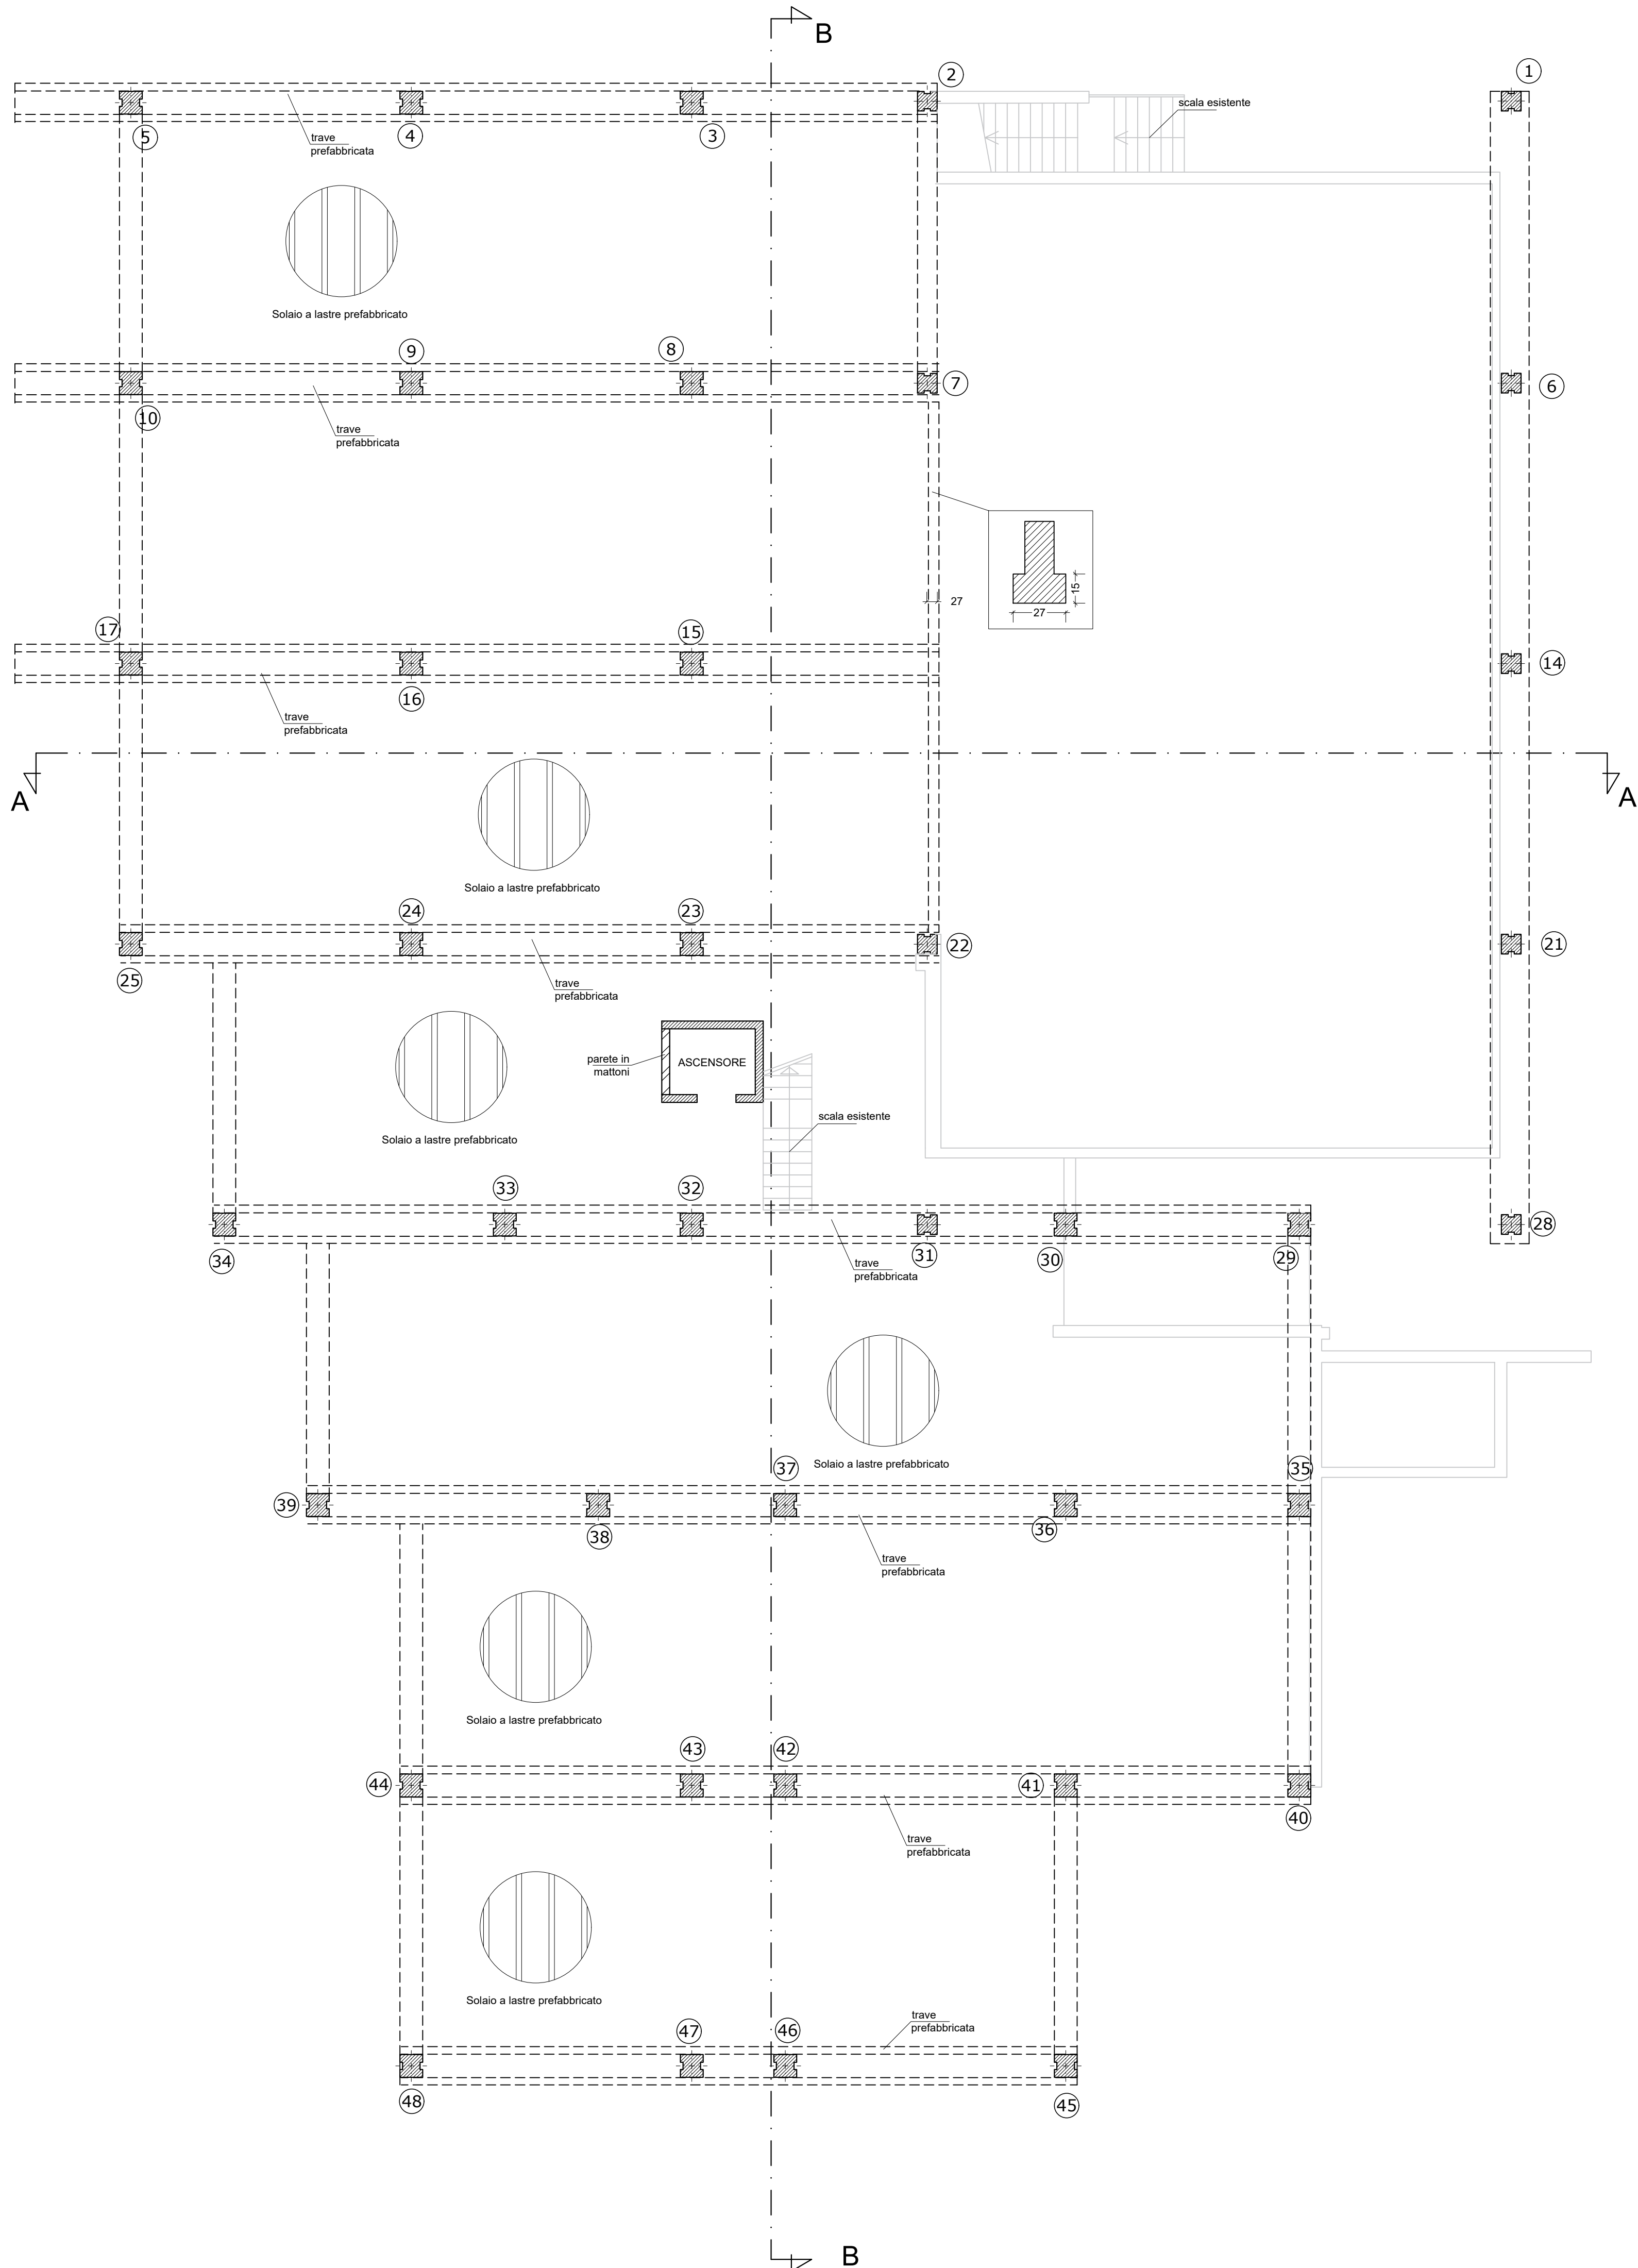 B
1
2
scala esistente
5
4
3
trave
prefabbricata
Solaio a lastre prefabbricato
9
8
7
6
10
trave
prefabbricata
15
27
27
17
15
14
16
trave
prefabbricata
A
A
Solaio a lastre prefabbricato
24
23
22
21
25
trave
prefabbricata
parete in
mattoni
ASCENSORE
scala esistente
Solaio a lastre prefabbricato
33
32
31
30
29
28
34
trave
prefabbricata
Solaio a lastre prefabbricato
37
35
39
38
36
trave
prefabbricata
Solaio a lastre prefabbricato
43
42
44
41
40
trave
prefabbricata
Solaio a lastre prefabbricato
trave
prefabbricata
47
46
48
45
B